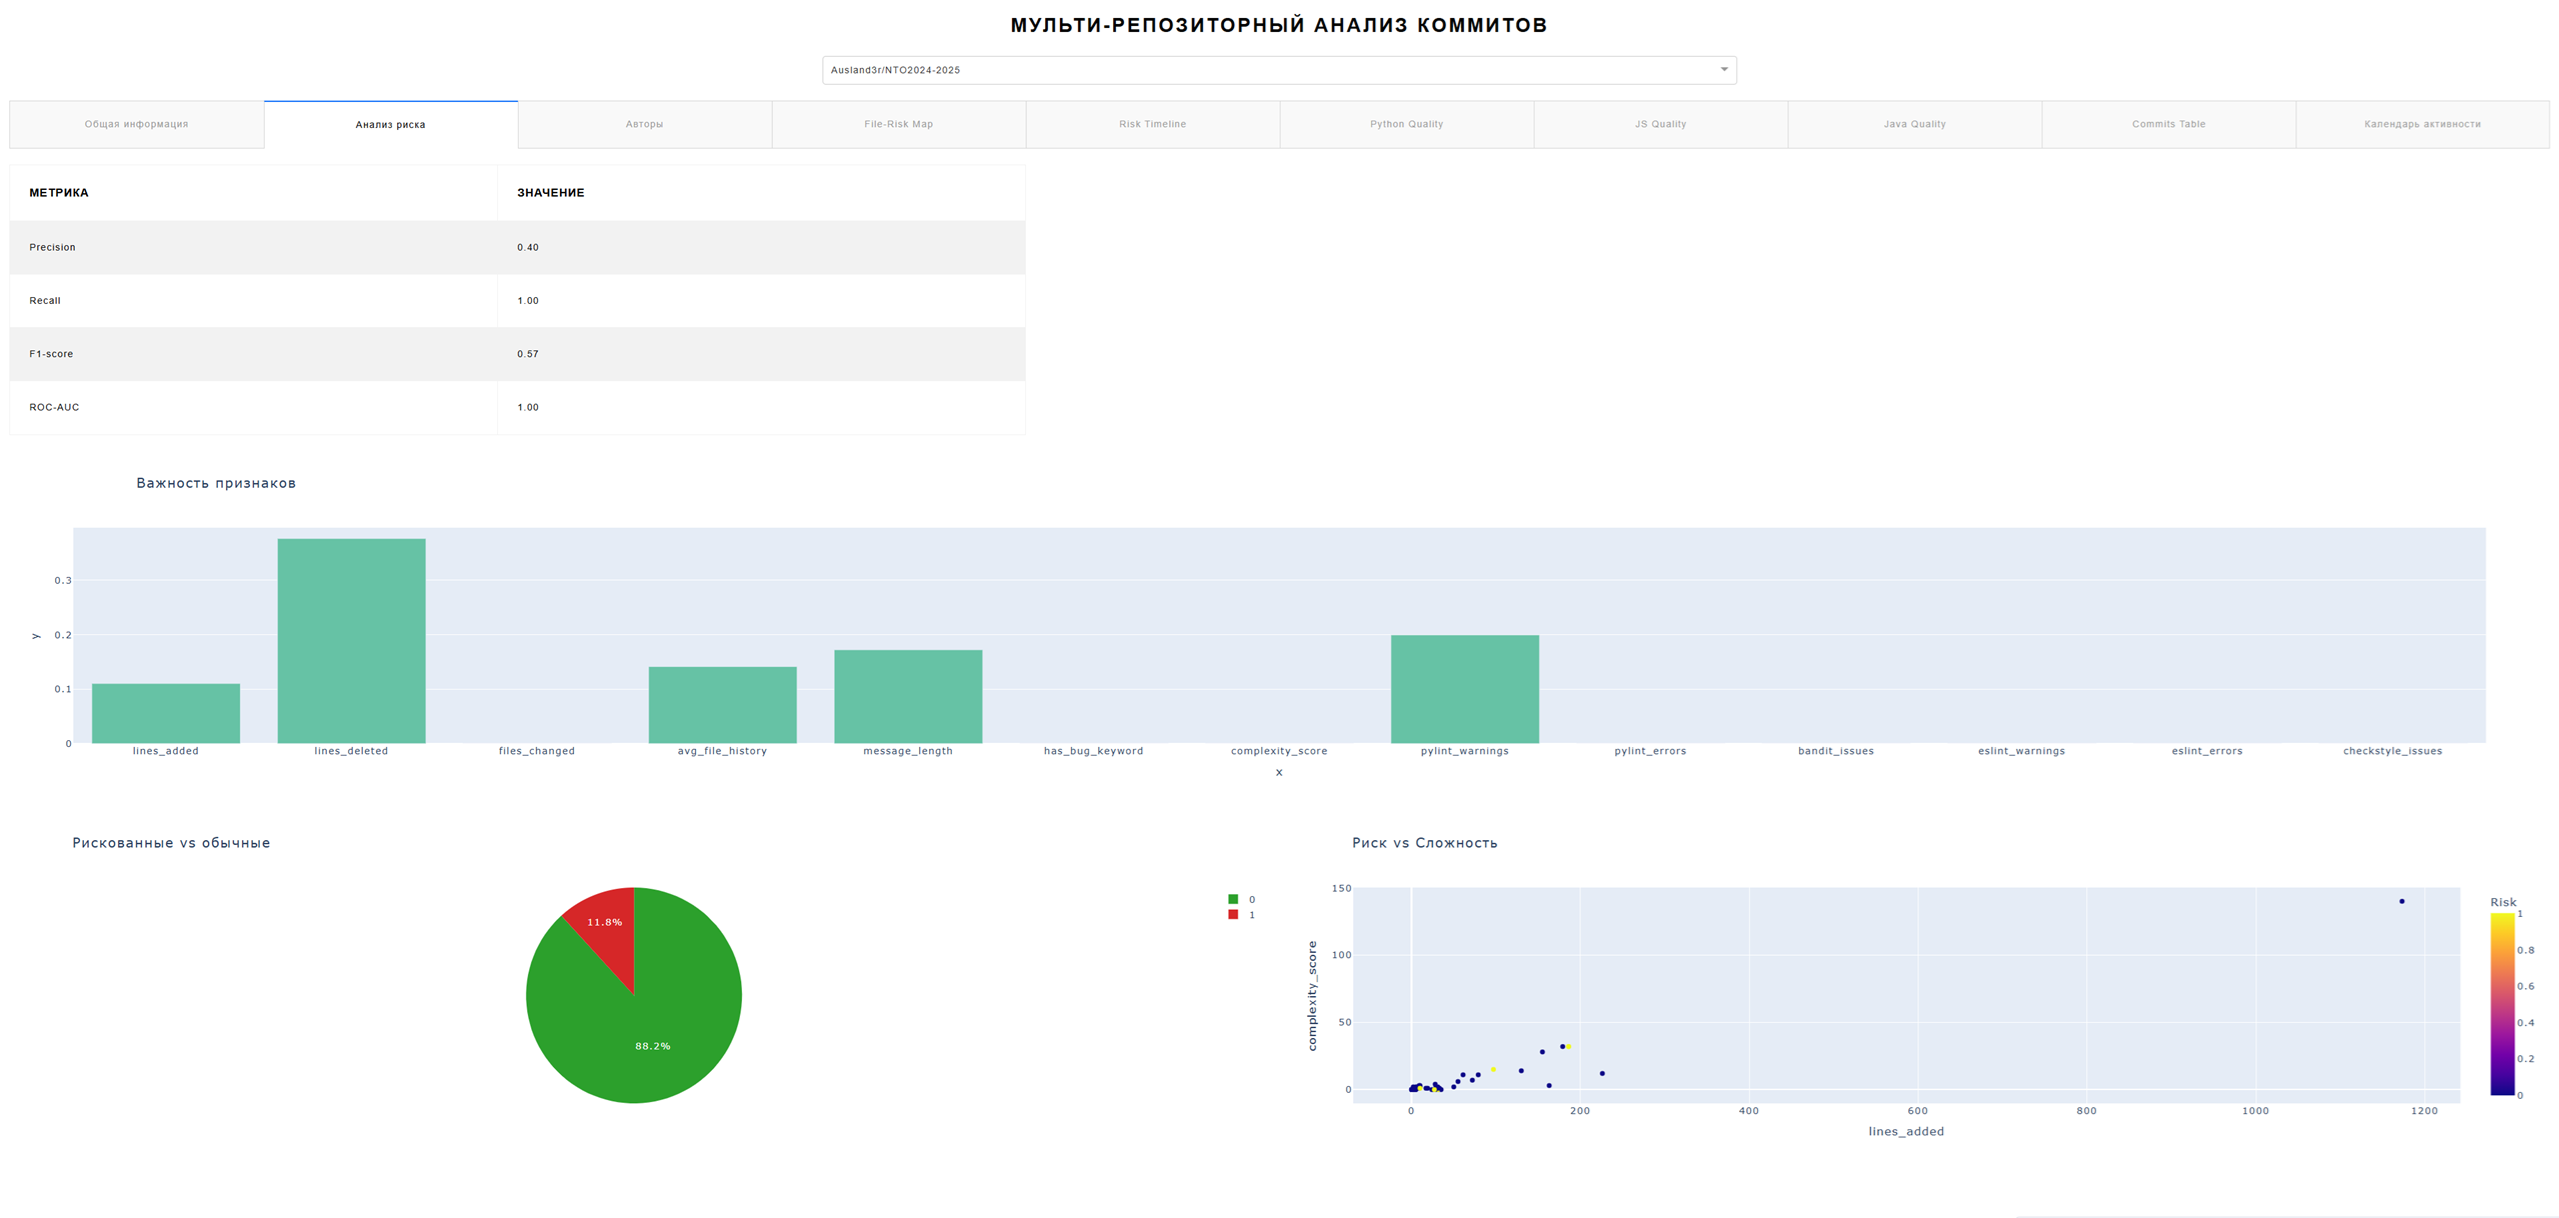 МУЛЬТИ-РЕПОЗИТОРНЫЙ АНАЛИЗ КОММИТОВ
Ausland3r/NTO2024-2025
Общая информация
Анализ риска
Авторы
File-Risk Map
Risk Timeline
Python Quality
JS Quality
Java Quality
Commits Table
Календарь активности
МЕТРИКА ЗНАЧЕНИЕ
Precision 0.40
Recall 1.00
F1-score 0.57
ROC-AUC 1.00
Важность признаков
0.3
0.2
0.1
0
y
lines_added lines_deleted files_changed avg_file_history message_length has_bug_keyword complexity_score pylint_warnings pylint_errors bandit_issues eslint_warnings eslint_errors checkstyle_issues
x
Рискованные vs обычные
11.8%
88.2%
0
1
Риск vs Сложность
150
100
50
0
complexity_score
0 200 400 600 800 1000 1200
lines_added
Risk
1
0.8
0.6
0.4
0.2
0